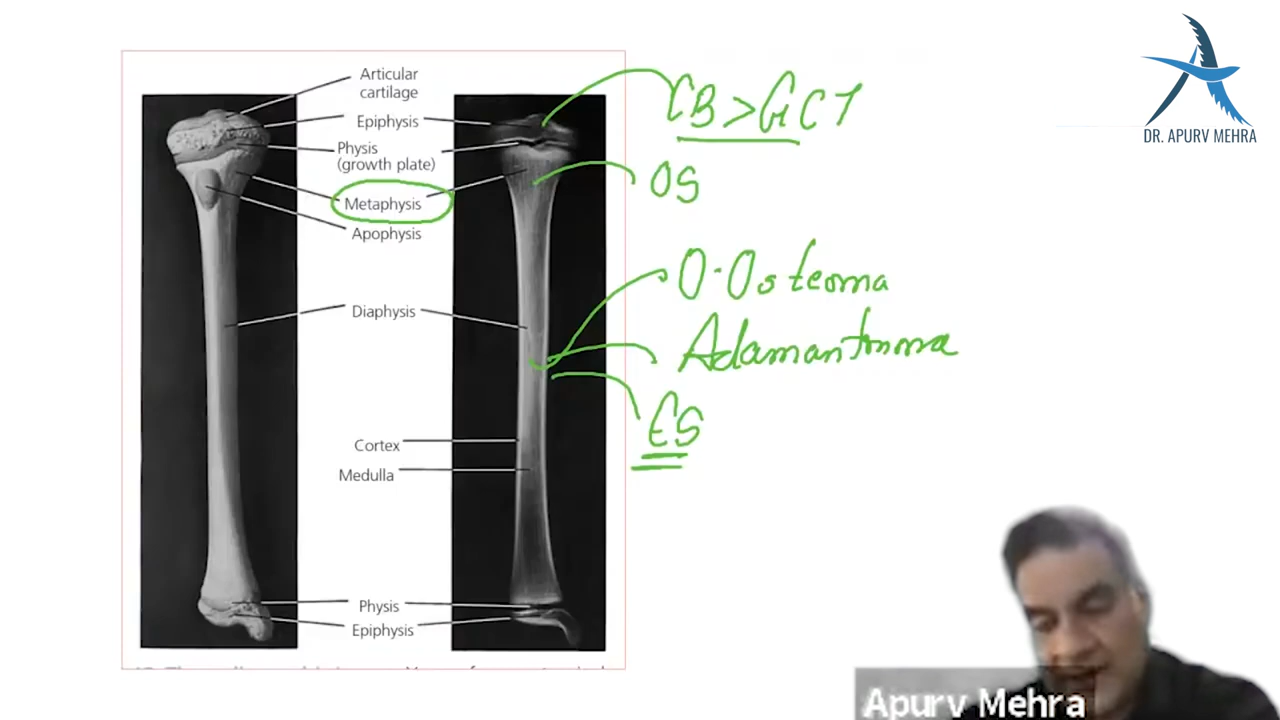 Articular
cartilage
Epiphysis
Physis
(growth plate)
Metaphysis
Apophysis
Diaphysis
Cortex
Medulla
Physis
Epiphysis
CB>GCT
OS
O.Osteoma
Adamantinoma
ES
DR. APURV MEHRA
Apurv Mehra